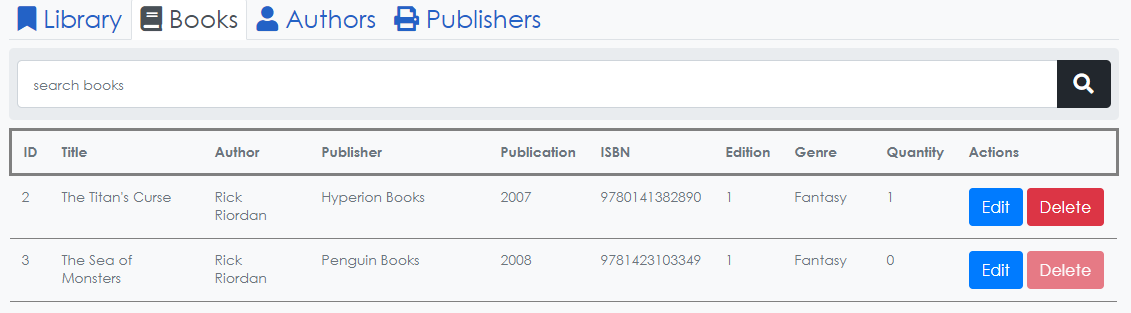 Library Books Authors Publishers
search books
ID Title Author Publisher Publication ISBN Edition Genre Quantity Actions
2 The Titan's Curse Rick Hyperion Books 2007 9780141382890 1 Fantasy 1 Edit Delete
Riordan
3 The Sea of Rick Penguin Books 2008 9781423103349 1 Fantasy 0 Edit Delete
Monsters Riordan